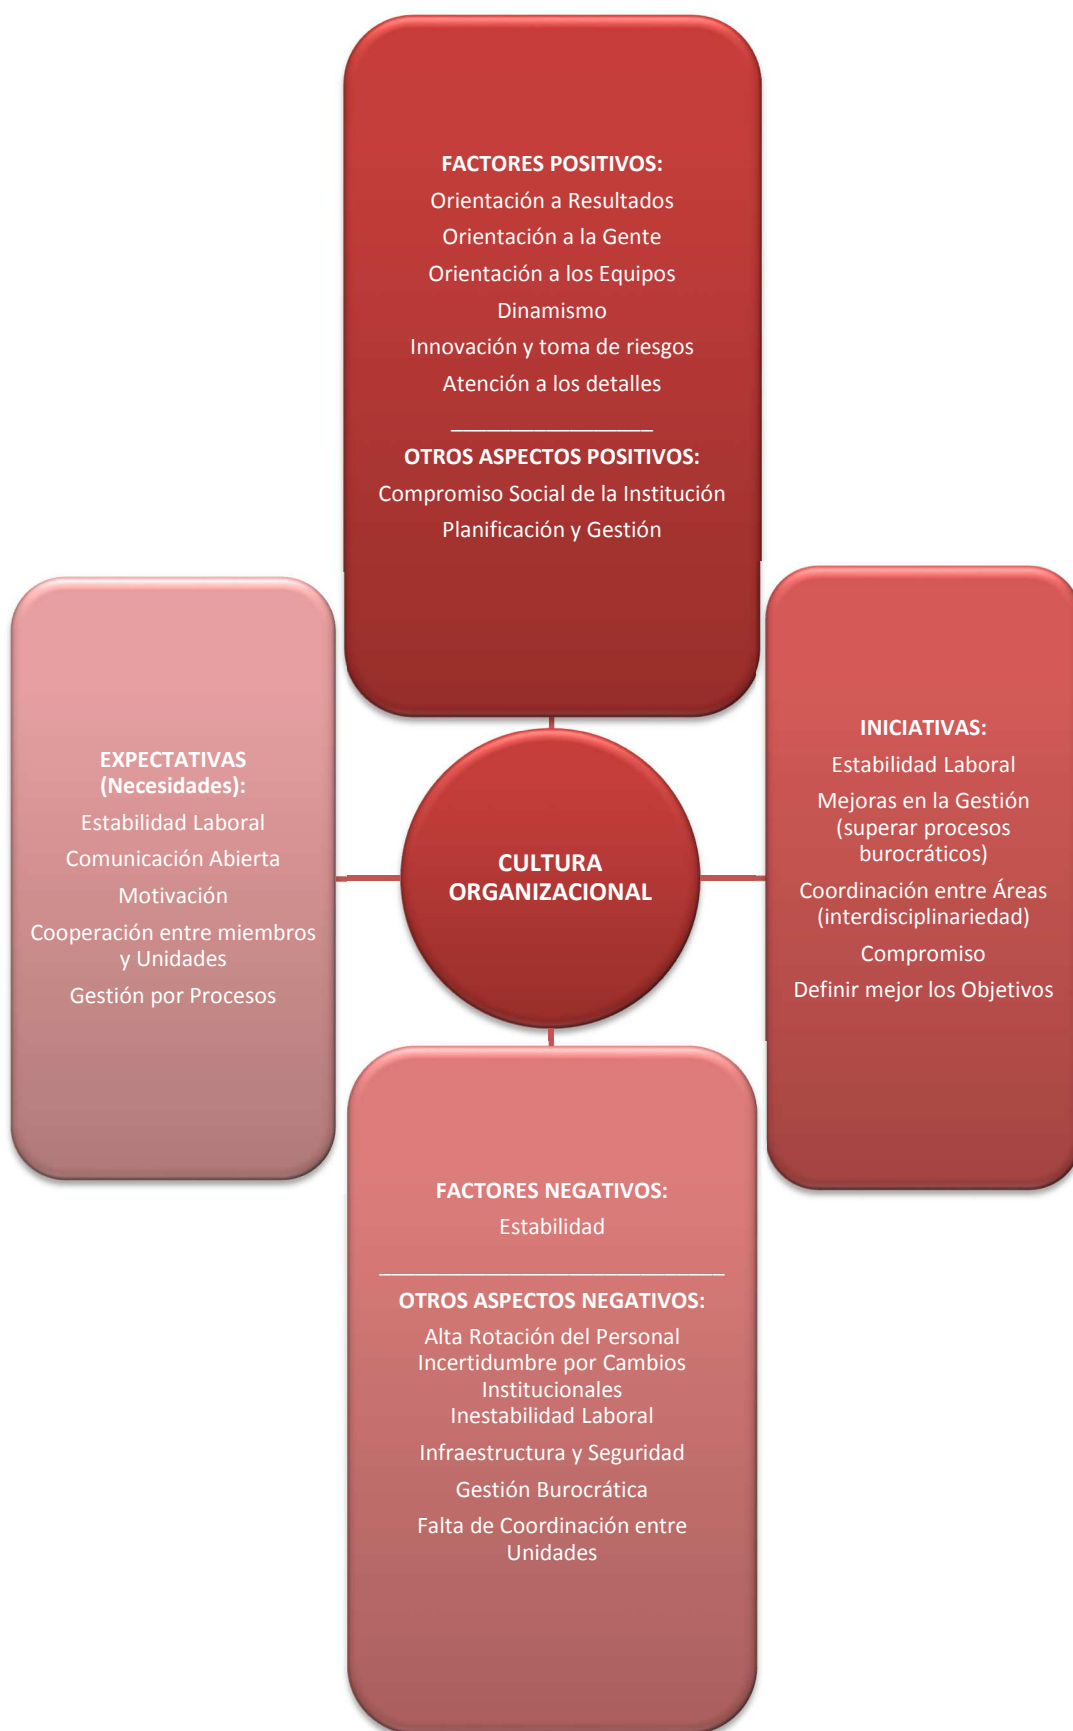 FACTORES POSITIVOS:
Orientación a Resultados
Orientación a la Gente
Orientación a los Equipos
Dinamismo
Innovación y toma de riesgos
Atención a los detalles
OTROS ASPECTOS POSITIVOS:
Compromiso Social de la Institución
Planificación y Gestión
EXPECTATIVAS
(Necesidades):
Estabilidad Laboral
Comunicación Abierta
Motivación
Cooperación entre miembros
y Unidades
Gestión por Procesos
CULTURA
ORGANIZACIONAL
INICIATIVAS:
Estabilidad Laboral
Mejoras en la Gestión
(superar procesos
burocráticos)
Coordinación entre Áreas
(interdisciplinariedad)
Compromiso
Definir mejor los Objetivos
FACTORES NEGATIVOS:
Estabilidad
OTROS ASPECTOS NEGATIVOS:
Alta Rotación del Personal
Incertidumbre por Cambios
Institucionales
Inestabilidad Laboral
Infraestructura y Seguridad
Gestión Burocrática
Falta de Coordinación entre
Unidades